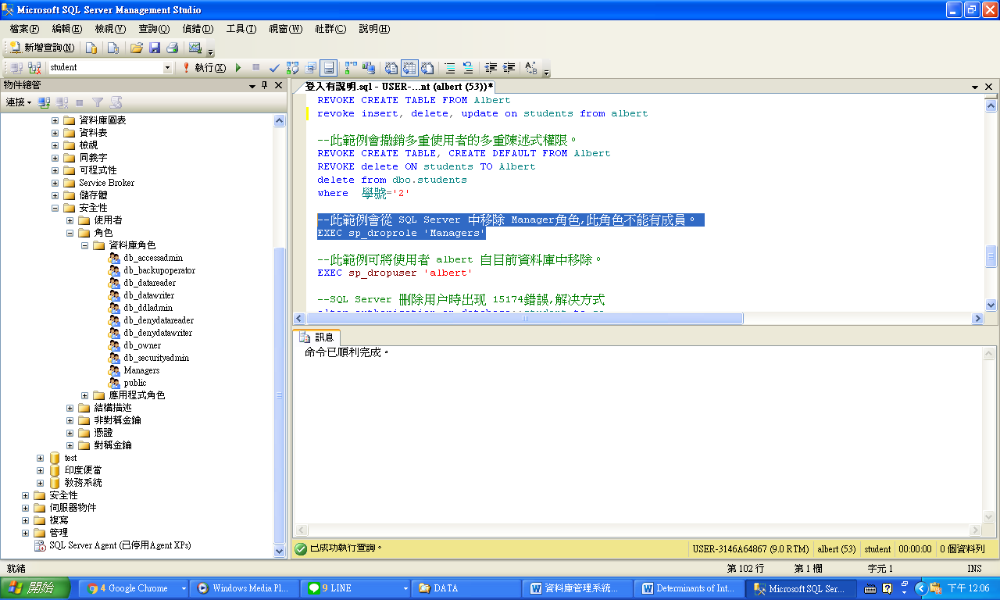 Microsoft SQL Server Management Studio
檔案(F) 編輯(E) 檢視(V) 查詢(Q) 偵錯(D) 工具(T) 視窗(W) 社群(C) 說明(H)
新增查詢(N)
student 執行(X)
物件總管
連接
資料庫圖表
資料表
檢視
同義字
可程式性
Service Broker
儲存體
安全性
使用者
角色
資料庫角色
db_accessadmin
db_backupoperator
db_datareader
db_datawriter
db_ddladmin
db_denydatareader
db_denydatawriter
db_owner
db_securityadmin
Managers
public
應用程式角色
結構描述
非對稱金鑰
憑證
對稱金鑰
test
印度便當
教務系統
安全性
伺服器物件
複寫
管理
SQL Server Agent (已停用Agent XPs)
登入有說明.sql - USER-...nt (albert (53))*
REVOKE CREATE TABLE FROM Albert
revoke insert, delete, update on students from albert
--此範例會撤銷多重使用者的多重陳述式權限。
REVOKE CREATE TABLE, CREATE DEFAULT FROM Albert
REVOKE delete ON students TO Albert
delete from dbo.students
where 學號='2'
--此範例會從 SQL Server 中移除 Manager角色,此角色不能有成員。
EXEC sp_droprole 'Managers'
--此範例可將使用者 albert 自目前資料庫中移除。
EXEC sp_dropuser 'albert'
--SQL Server 刪除用户時出現 15174錯誤,解決方式
alter authorization on database::student to sa
訊息
命令已順利完成。
已成功執行查詢。 USER-3146A64867 (9.0 RTM) albert (53) student 00:00:00 0 個資料列
就緒 第 102 行 第 1 欄 字元 1 INS
開始 4 Google Chrome Windows Media Pl... 9 LINE DATA 資料庫管理系統... Determinants of Int... Microsoft SQL Ser... 下午 12:06